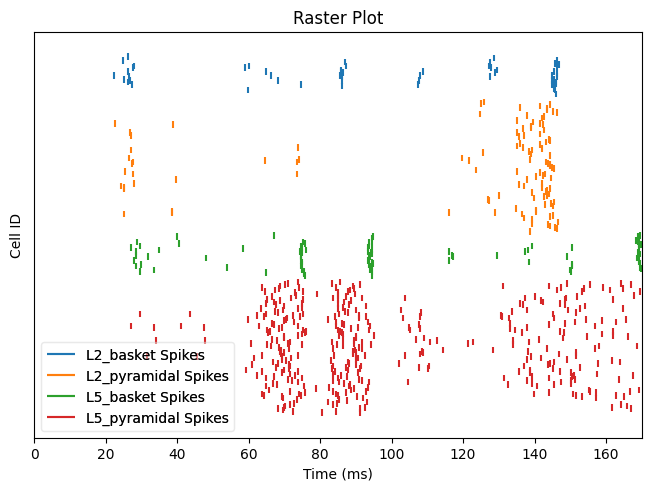 Raster Plot
Cell ID
L2_basket Spikes
L2_pyramidal Spikes
L5_basket Spikes
L5_pyramidal Spikes
0 20 40 60 80 100 120 140 160
Time (ms)